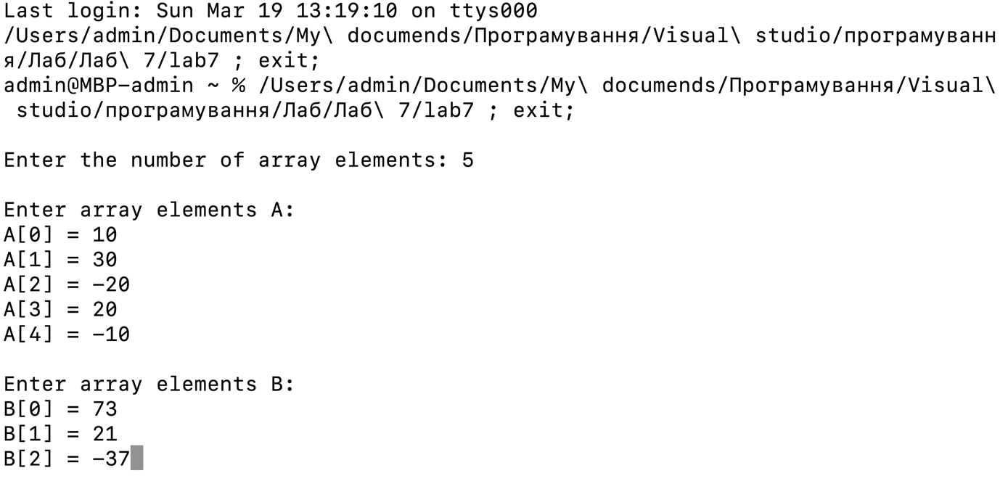 Last login: Sun Mar 19 13:19:10 on ttys000
/Users/admin/Documents/My\ documends/Програмування/Visual\ studio/програмуванн
я/Лаб/Лаб\ 7/lab7 ; exit;
admin@MBP-admin ~ % /Users/admin/Documents/My\ documends/Програмування/Visual\
 studio/програмування/Лаб/Лаб\ 7/lab7 ; exit;
Enter the number of array elements: 5
Enter array elements A:
A[0] = 10
A[1] = 30
A[2] = -20
A[3] = 20
A[4] = -10
Enter array elements B:
B[0] = 73
B[1] = 21
B[2] = -37